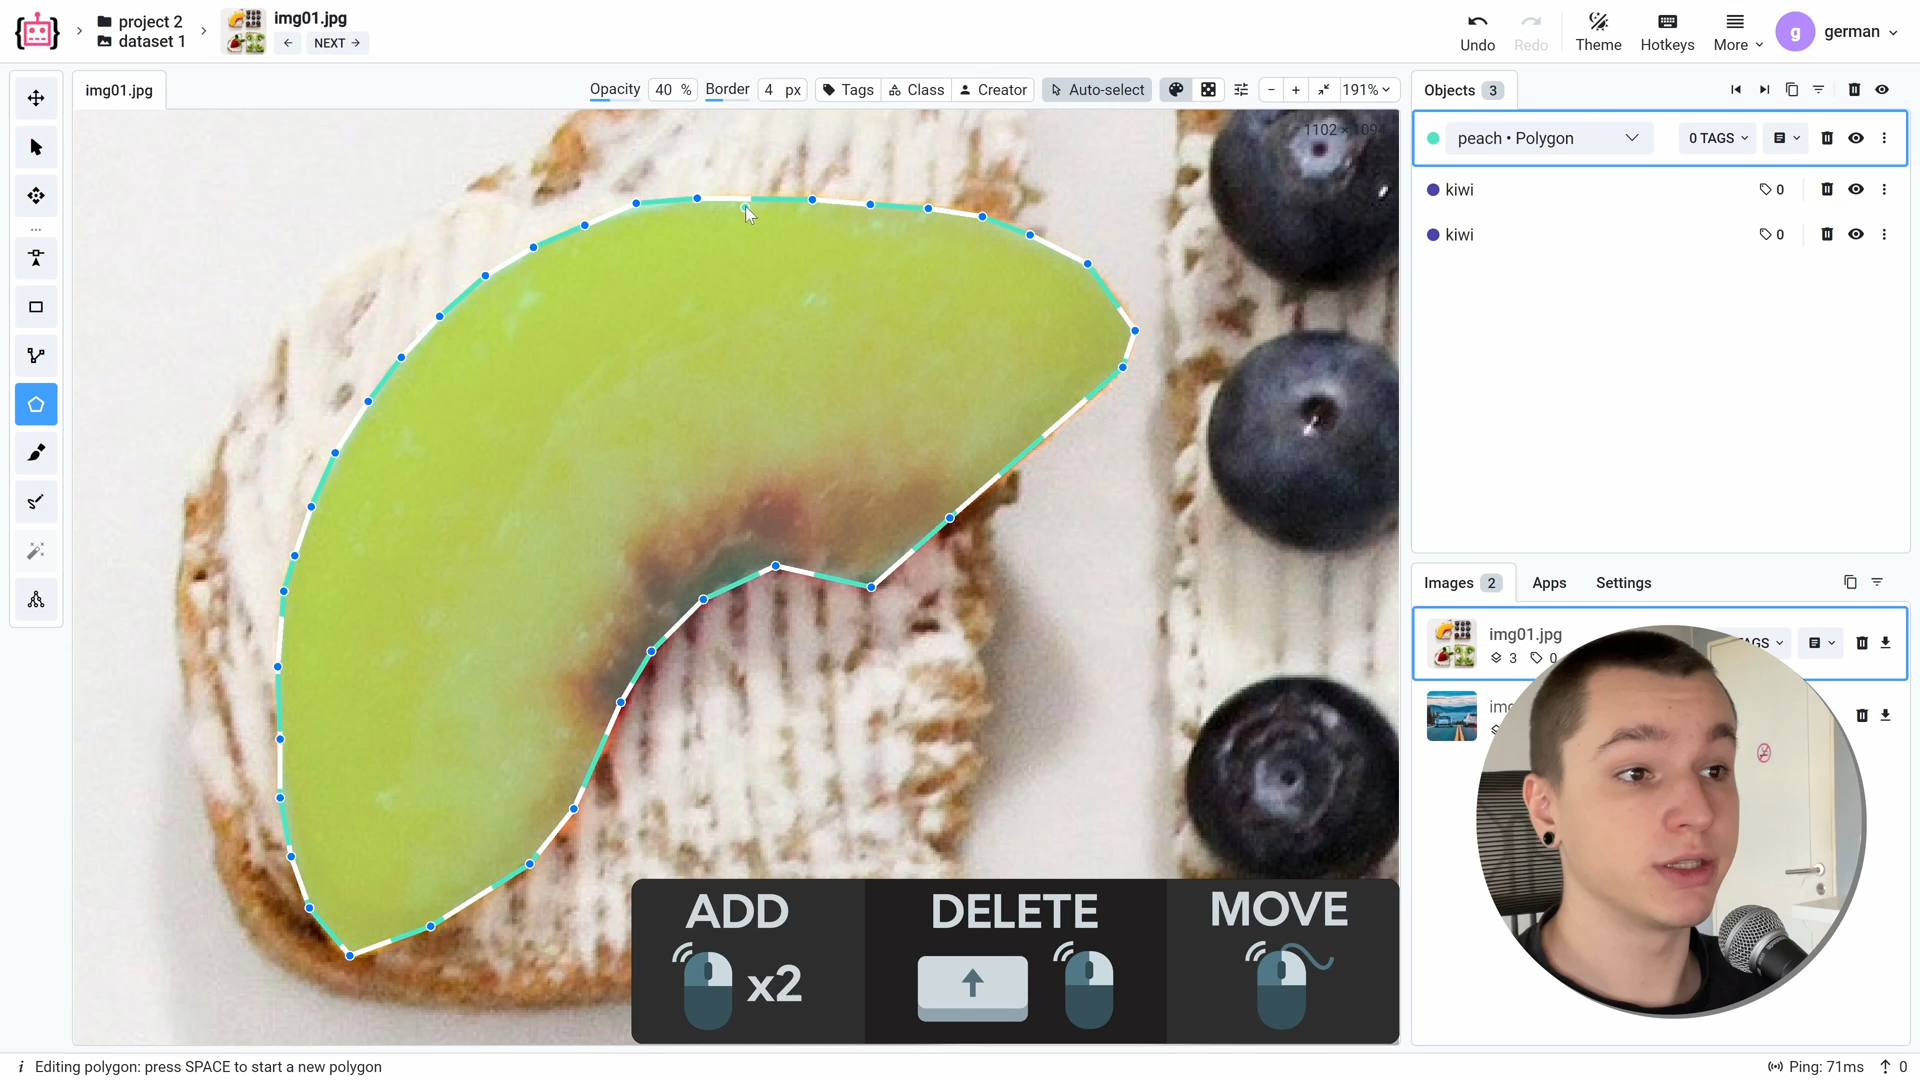 project 2
dataset 1
img01.jpg
NEXT →
Undo
Redo
Theme
Hotkeys
More
g
german
img01.jpg
Opacity 40 % Border 4 px Tags Class Creator Auto-select 191%
1102 × 1094
Objects 3
peach • Polygon 0 TAGS
kiwi 0
kiwi 0
Images 2 Apps Settings
img01.jpg
3 0
ADD DELETE MOVE
x2
i Editing polygon: press SPACE to start a new polygon
Ping: 71ms 0